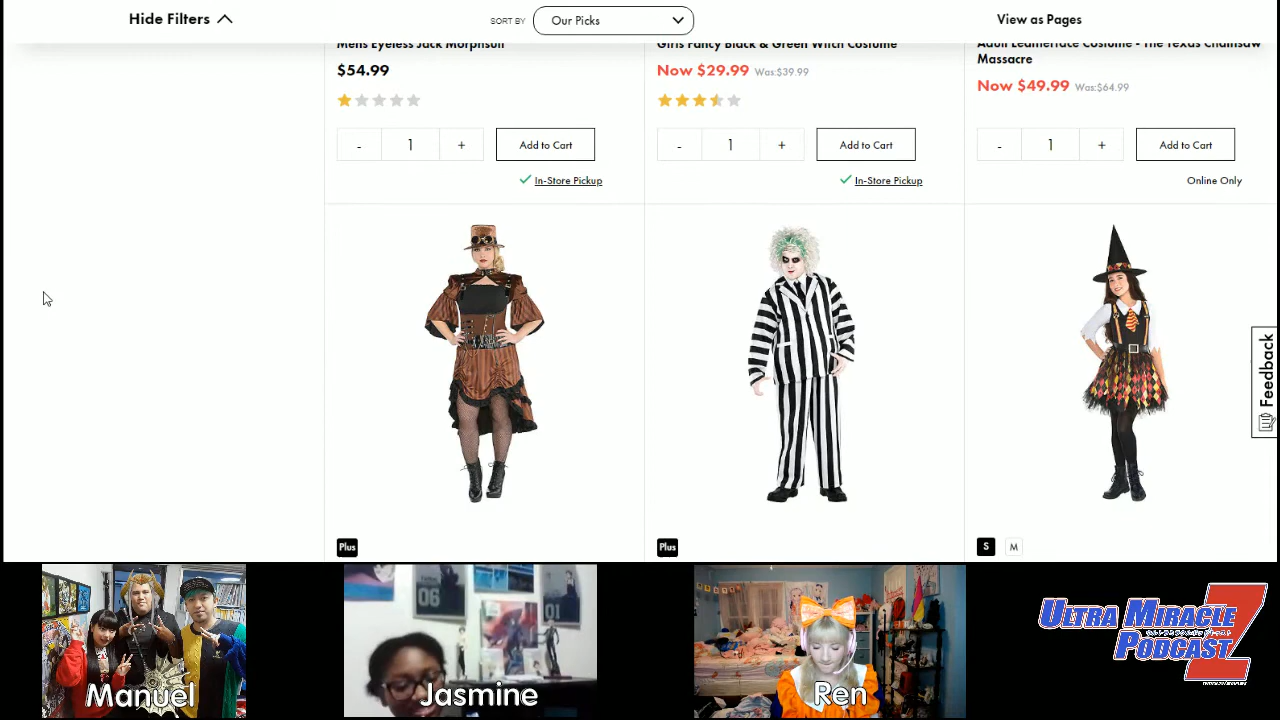 Hide Filters
SORT BY
Our Picks
View as Pages
Mens Eyeless Jack Morphsuit
Girls Fancy Black & Green Witch Costume
Adult Leatherface Costume - The Texas Chainsaw
Massacre
$54.99
Now $29.99 Was:$39.99
Now $49.99 Was:$64.99
- 1 + Add to Cart
- 1 + Add to Cart
- 1 + Add to Cart
In-Store Pickup
In-Store Pickup
Online Only
Feedback
Plus
Plus
S M
06
01
Manuel
Jasmine
Ren
ULTRA MIRACLE
PODCAST
Z